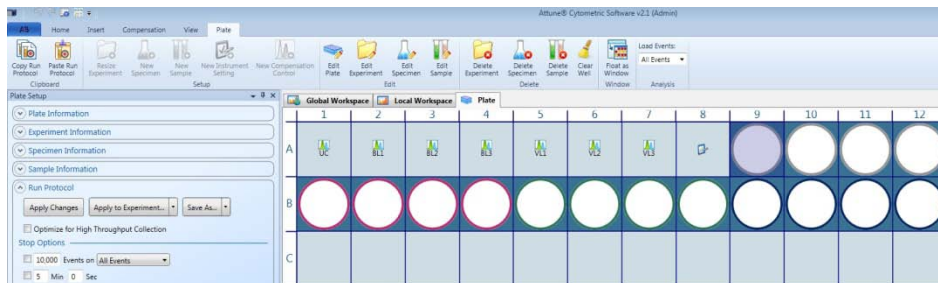 Attune® Cytometric Software v2.1 (Admin)
Home Insert Compensation View Plate
Copy Run Protocol Paste Run Protocol Resize Experiment New Specimen New Sample New Instrument Setting New Compensation Control Edit Plate Edit Experiment Edit Specimen Edit Sample Delete Experiment Delete Specimen Delete Sample Clear Well Float as Window Load Events: All Events
Clipboard Setup Edit Delete Window Analysis
Plate Setup
Global Workspace Local Workspace Plate
Plate Information
Experiment Information
Specimen Information
Sample Information
Run Protocol
Apply Changes Apply to Experiment... Save As...
Optimize for High Throughput Collection
Stop Options
10,000 Events on All Events
5 Min 0 Sec
1 2 3 4 5 6 7 8 9 10 11 12
A UC BL1 BL2 BL3 VL1 VL2 VL3
B
C